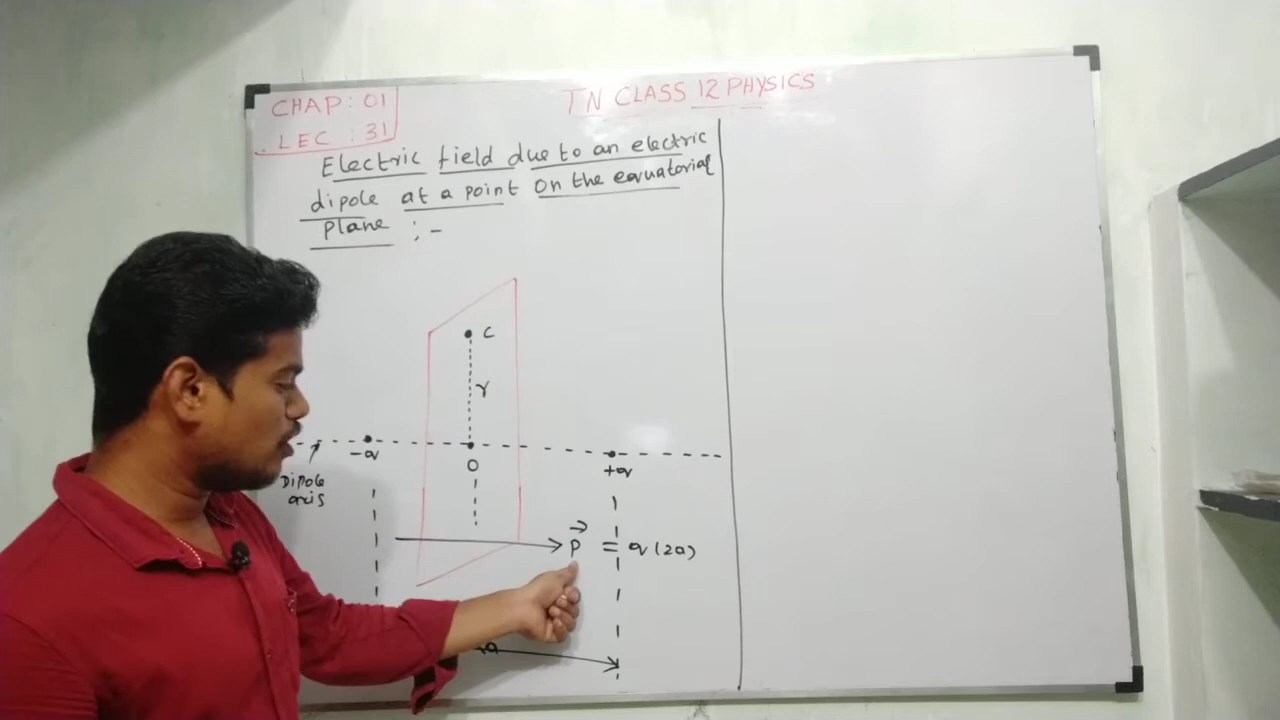 CHAP: 01
LEC : 31
TN CLASS 12 PHYSICS
Electric field due to an electric
dipole at a point on the equatorial
plane :-
C
r
-q
O
+q
Dipole
axis
p⃗ = q (2a)